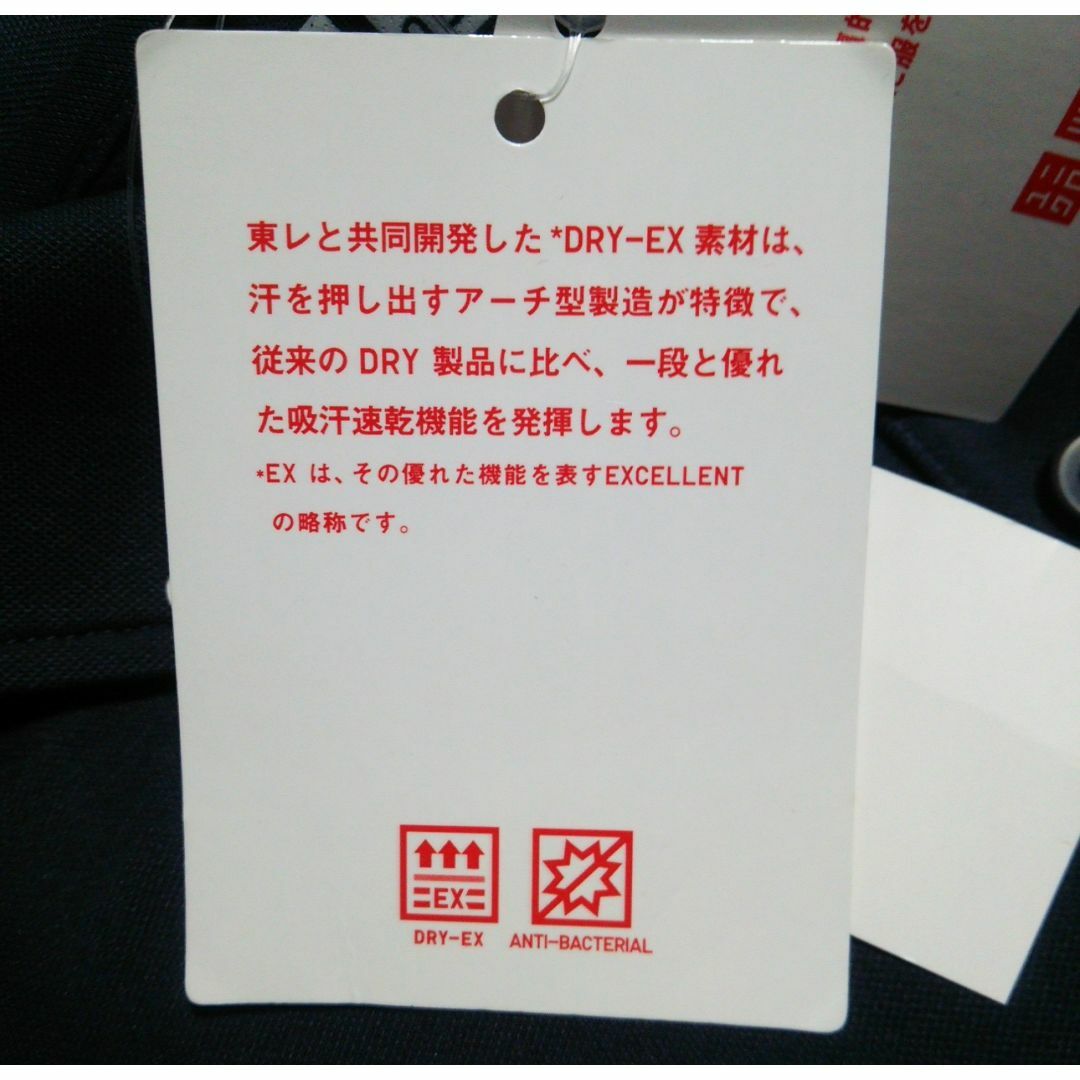 東レと共同開発した*DRY-EX 素材は、
汗を押し出すアーチ型製造が特徴で、
従来の DRY 製品に比べ、一段と優れ
た吸汗速乾機能を発揮します。
*EX は、その優れた機能を表すEXCELLENT
の略称です。
=EX=
DRY-EX
ANTI-BACTERIAL
服を